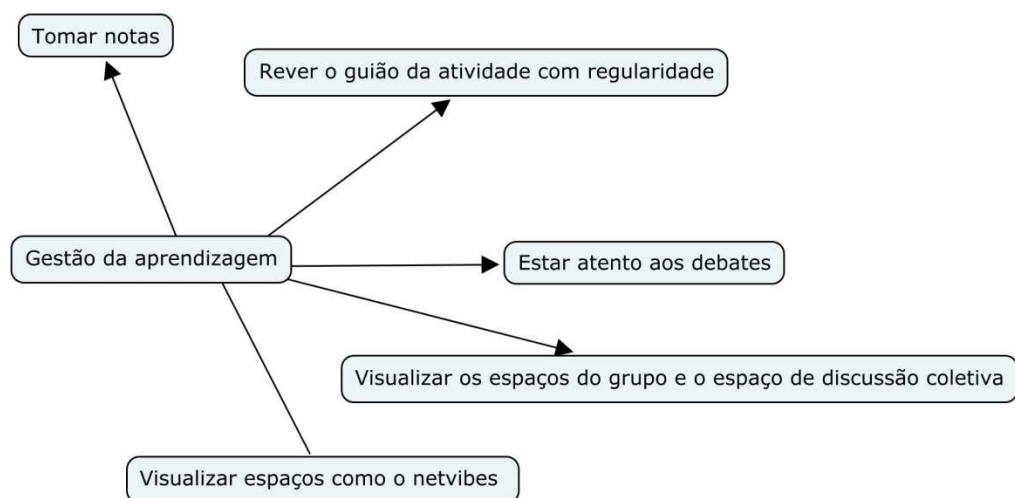 Tomar notas
Rever o guião da atividade com regularidade
Gestão da aprendizagem
Estar atento aos debates
Visualizar os espaços do grupo e o espaço de discussão coletiva
Visualizar espaços como o netvibes